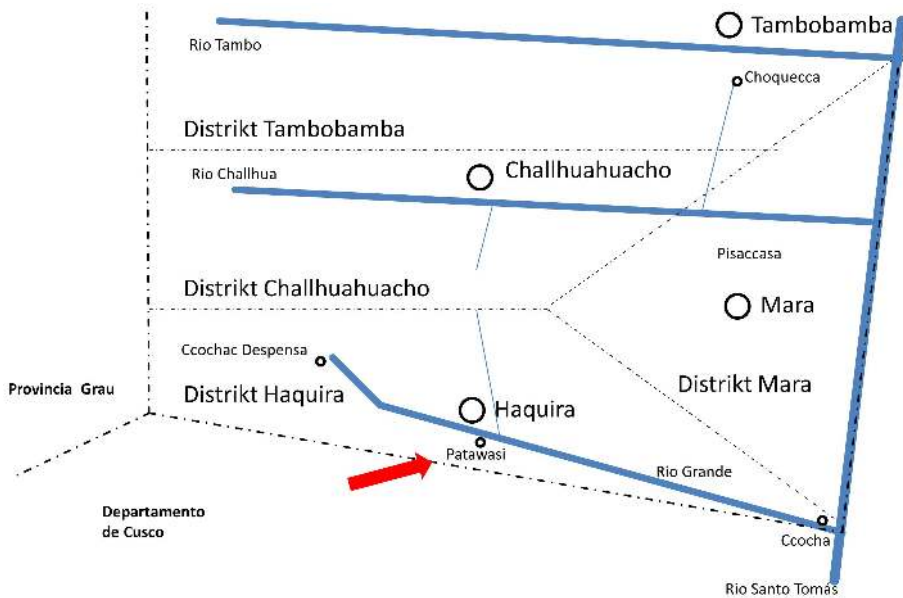 Tambobamba
Rio Tambo
Choquecca
Distrikt Tambobamba
Rio Challhua
Challhuahuacho
Pisaccasa
Distrikt Challhuahuacho
Mara
Ccochac Despensa
Provincia Grau
Distrikt Haquira
Distrikt Mara
Haquira
Patawasi
Rio Grande
Departamento
de Cusco
Ccocha
Rio Santo Tomás